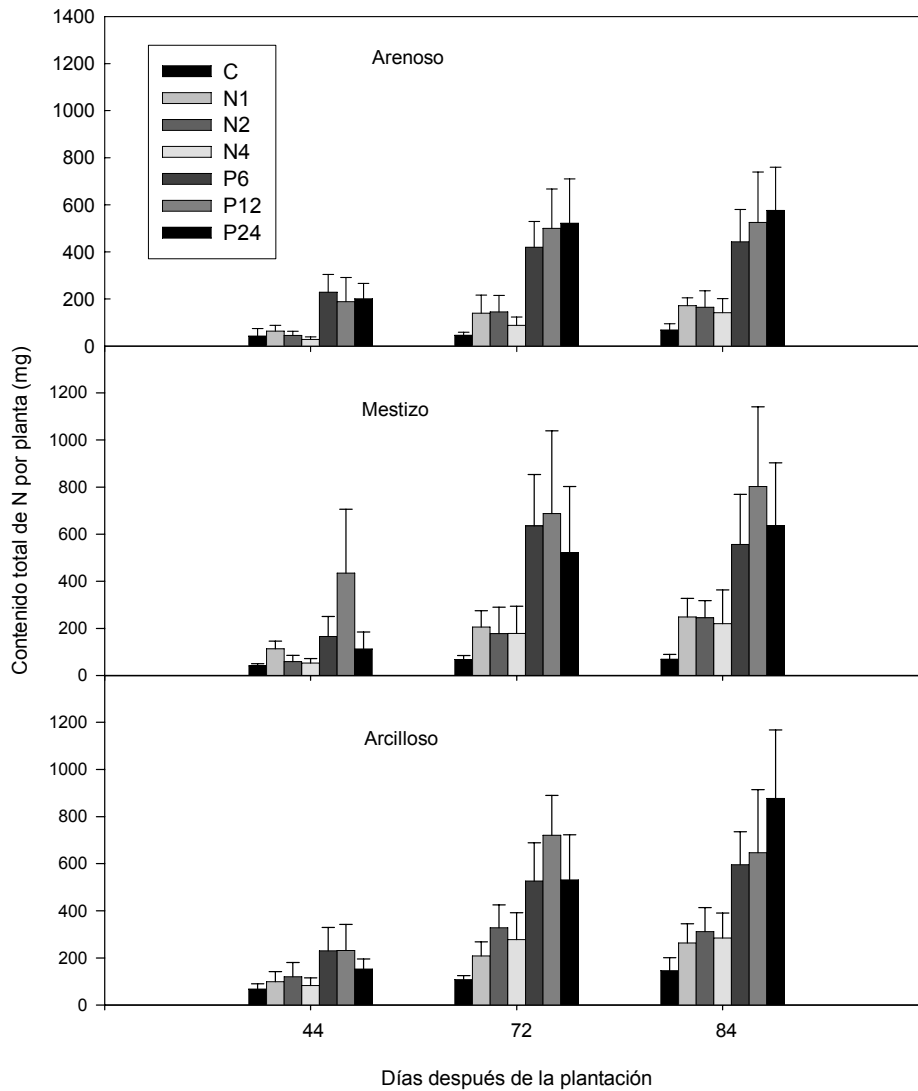 1400
1200
1000
800
600
400
200
0
Arenoso
C
N1
N2
N4
P6
P12
P24
1200
1000
800
600
400
200
0
Mestizo
Contenido total de N por planta (mg)
1200
1000
800
600
400
200
0
Arcilloso
44 72 84
Días después de la plantación